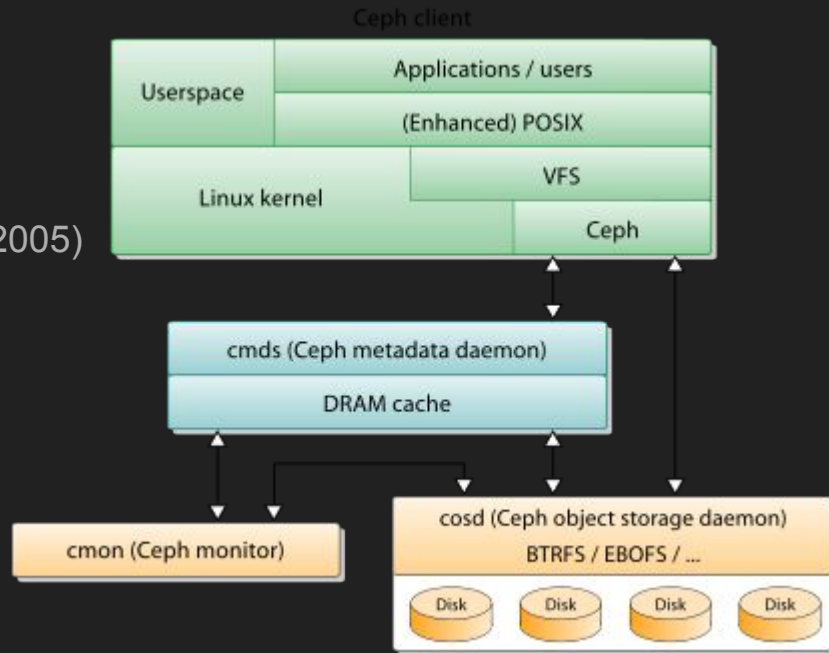 Ceph client
Userspace
Applications / users
(Enhanced) POSIX
Linux kernel
VFS
Ceph
2005)
cmds (Ceph metadata daemon)
DRAM cache
cmon (Ceph monitor)
cosd (Ceph object storage daemon)
BTRFS / EBOFS / ...
Disk
Disk
Disk
Disk